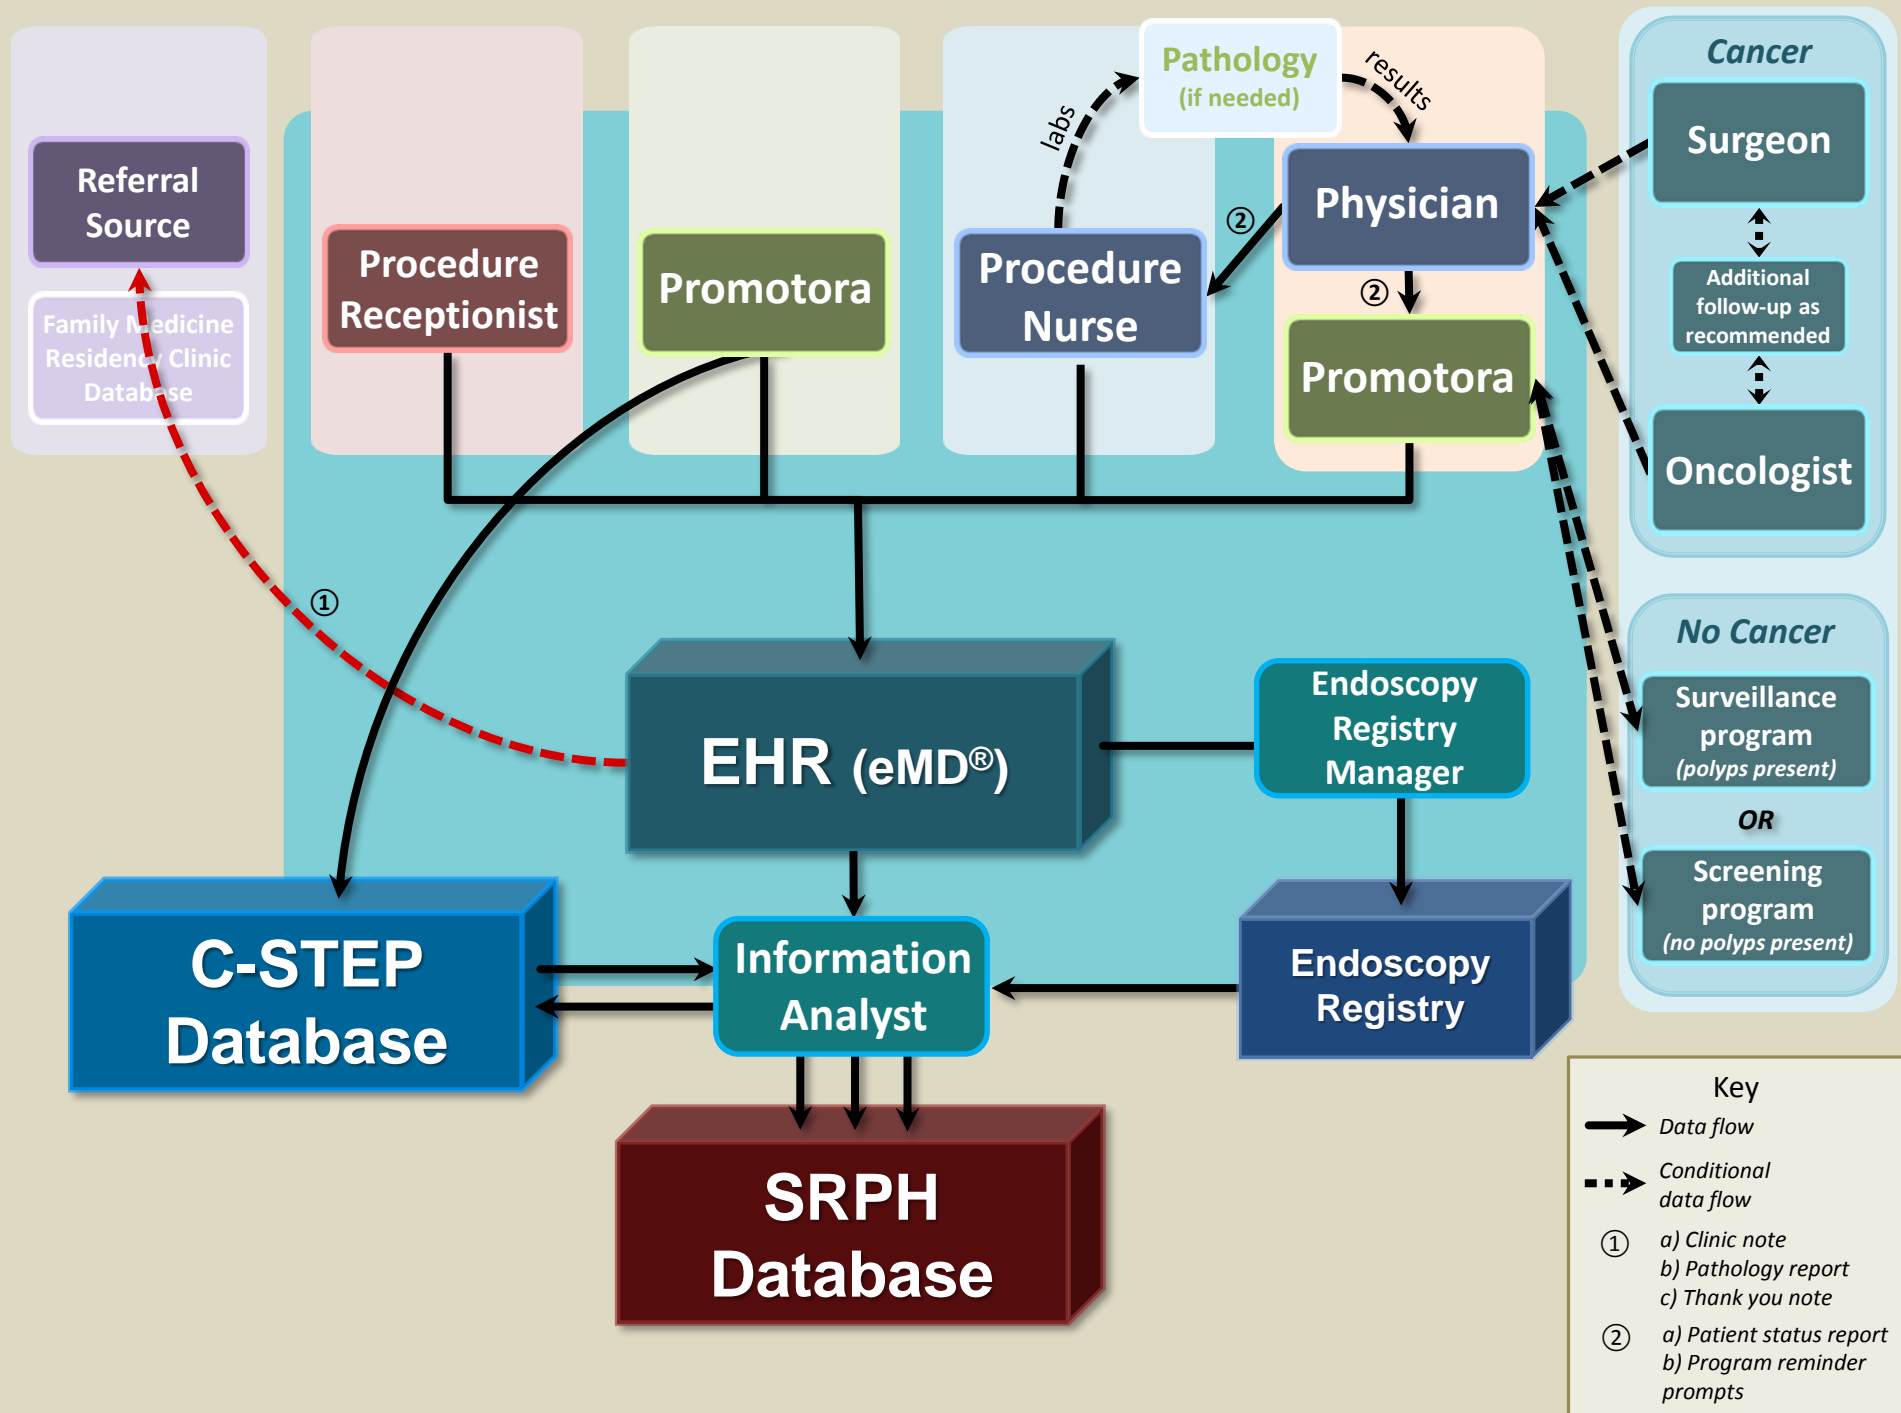 Referral
Source
Family Medicine
Residency Clinic
Database
Procedure
Receptionist
Promotora
Procedure
Nurse
labs
Pathology
(if needed)
results
Physician
②
②
Promotora
Cancer
Surgeon
Additional
follow-up as
recommended
Oncologist
No Cancer
Surveillance
program
(polyps present)
OR
Screening
program
(no polyps present)
①
EHR (eMD®)
Endoscopy
Registry
Manager
C-STEP
Database
Information
Analyst
Endoscopy
Registry
SRPH
Database
Key
Data flow
Conditional
data flow
① a) Clinic note
b) Pathology report
c) Thank you note
② a) Patient status report
b) Program reminder
prompts